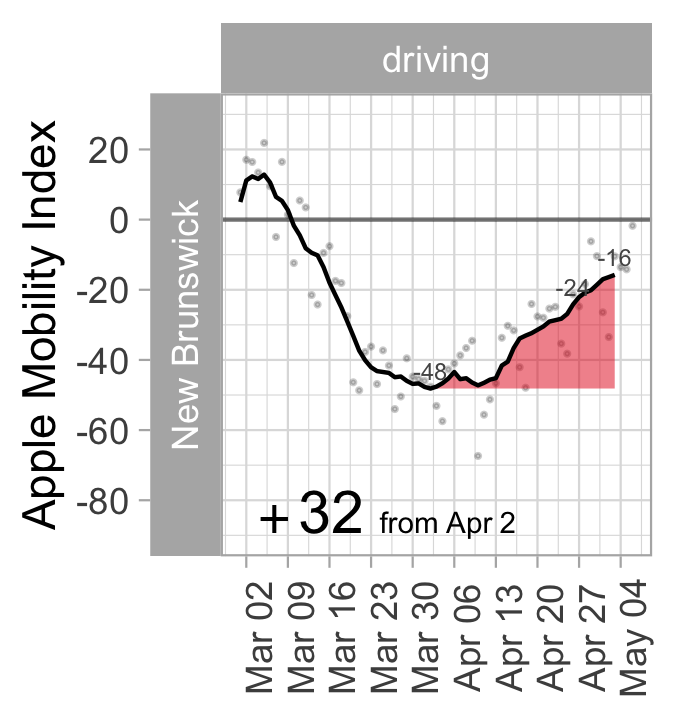 driving
Apple Mobility Index
New Brunswick
20
0
-20
-40
-60
-80
-16
-24
-48
+32 from Apr 2
Mar 02
Mar 09
Mar 16
Mar 23
Mar 30
Apr 06
Apr 13
Apr 20
Apr 27
May 04